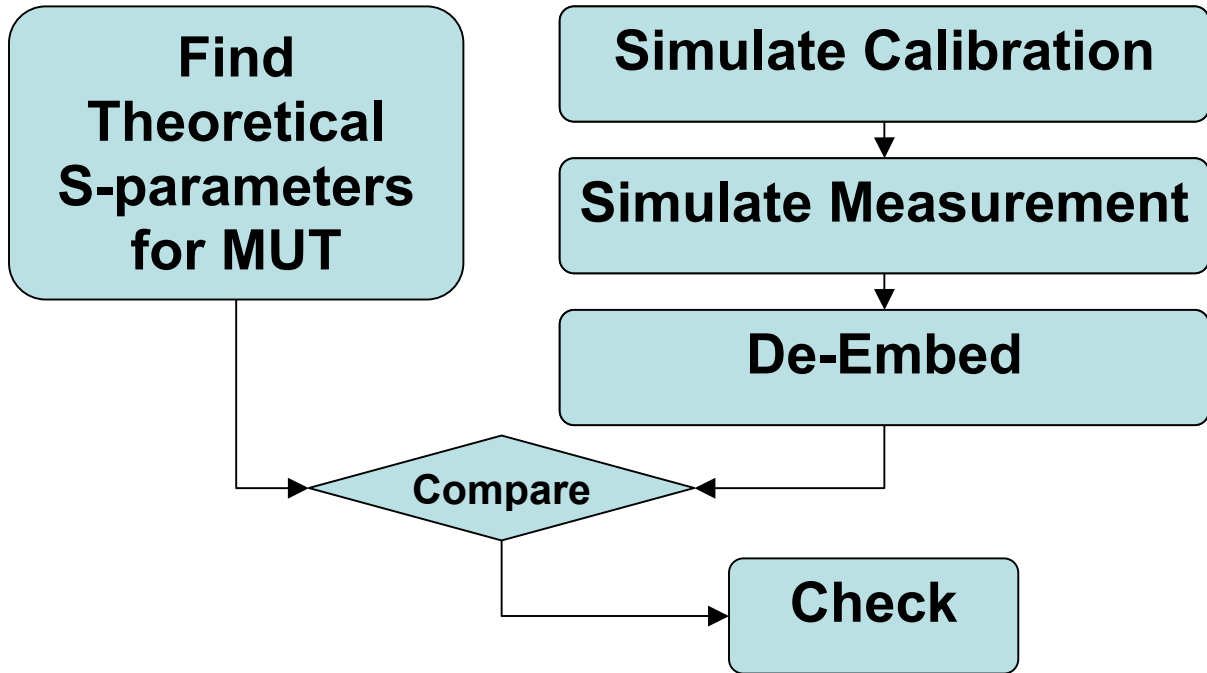 Find
Theoretical
S-parameters
for MUT
Simulate Calibration
Simulate Measurement
De-Embed
Compare
Check